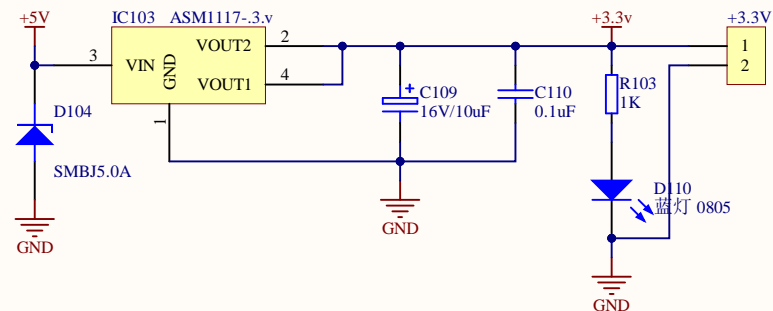 +5V
IC103 ASM1117-.3.v
+3.3v
+3.3V
3
VIN
GND
VOUT2
2
VOUT1
4
1
1
2
D104
SMBJ5.0A
C109
16V/10uF
C110
0.1uF
R103
1K
D110
蓝灯 0805
GND
GND
GND